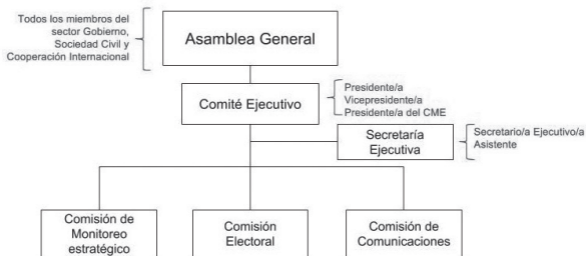 Todos los miembros del
sector Gobierno,
Sociedad Civil y
Cooperación Internacional
Asamblea General
Comité Ejecutivo
Presidente/a
Vicepresidente/a
Presidente/a del CME
Secretaría
Ejecutiva
Secretario/a Ejecutivo/a
Asistente
Comisión de
Monitoreo
estratégico
Comisión
Electoral
Comisión de
Comunicaciones